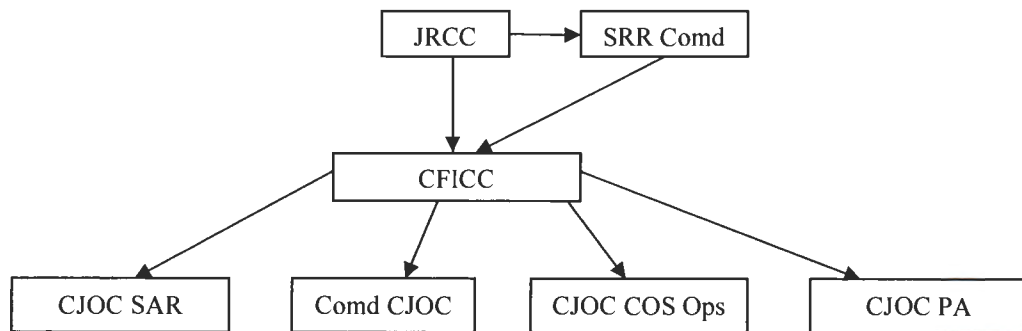 JRCC
SRR Comd
CFICC
CJOC SAR
Comd CJOC
CJOC COS Ops
CJOC PA